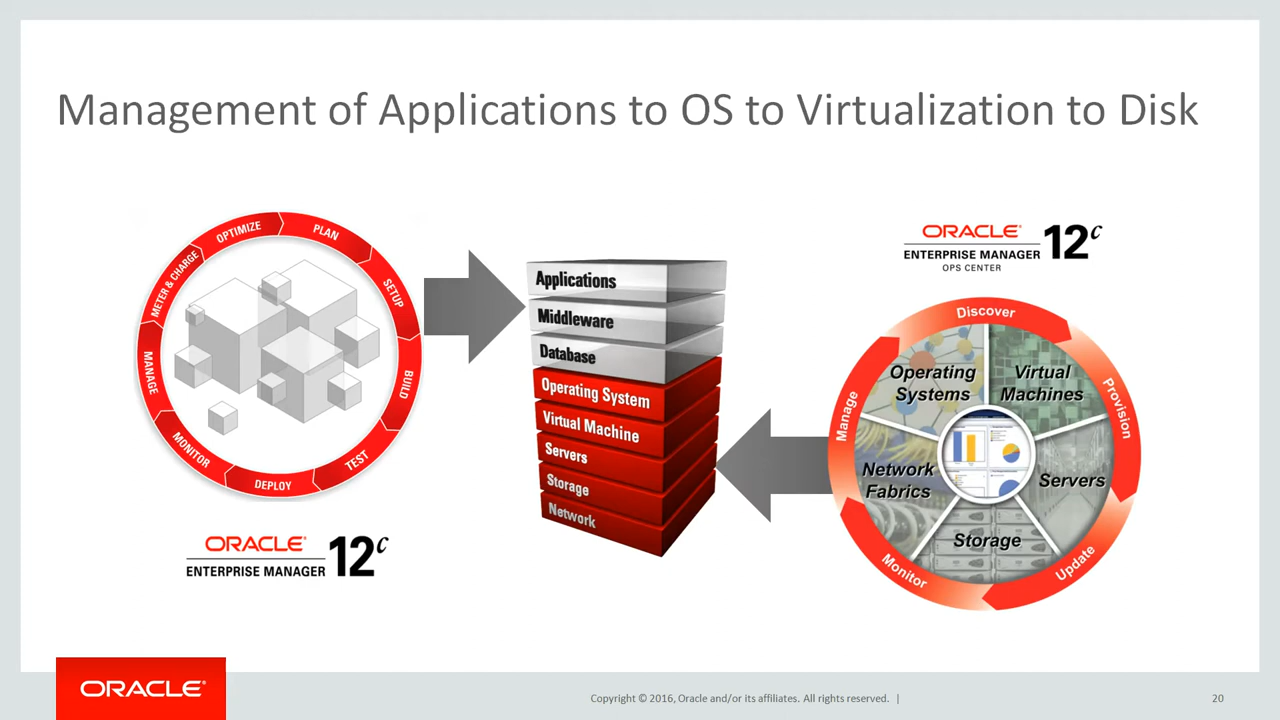 Management of Applications to OS to Virtualization to Disk
OPTIMIZE
PLAN
SETUP
BUILD
TEST
DEPLOY
MONITOR
MANAGE
METER & CHARGE
ORACLE®
ENTERPRISE MANAGER 12c
Applications
Middleware
Database
Operating System
Virtual Machine
Servers
Storage
Network
ORACLE®
ENTERPRISE MANAGER 12c
OPS CENTER
Discover
Provision
Update
Monitor
Manage
Operating
Systems
Virtual
Machines
Servers
Storage
Network
Fabrics
ORACLE®
Copyright © 2016, Oracle and/or its affiliates. All rights reserved. |
20